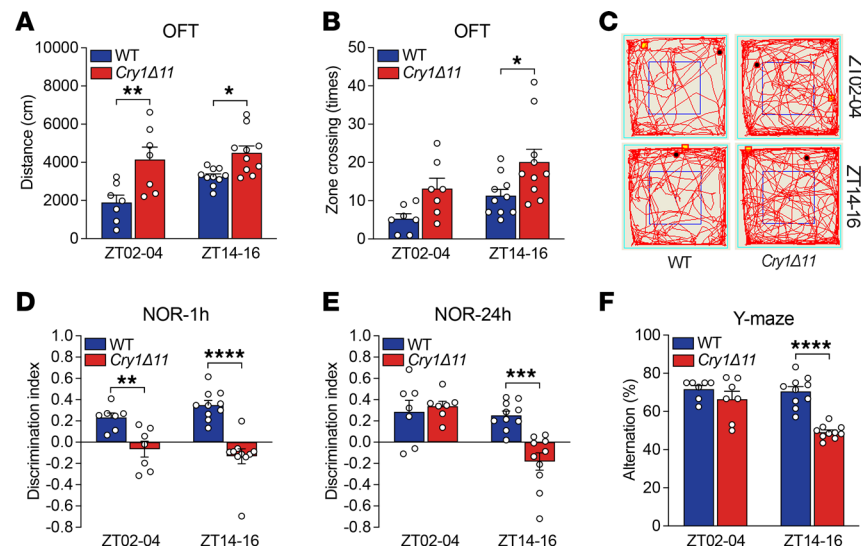 A
OFT
WT
Cry1Δ11
Distance (cm)
10000
8000
6000
4000
2000
0
**
*
ZT02-04
ZT14-16
B
OFT
WT
Cry1Δ11
Zone crossing (times)
50
40
30
20
10
0
*
ZT02-04
ZT14-16
C
ZT02-04
ZT14-16
WT
Cry1Δ11
D
NOR-1h
WT
Cry1Δ11
Discrimination index
1.0
0.8
0.6
0.4
0.2
0.0
-0.2
-0.4
-0.6
-0.8
**
****
ZT02-04
ZT14-16
E
NOR-24h
WT
Cry1Δ11
Discrimination index
1.0
0.8
0.6
0.4
0.2
0.0
-0.2
-0.4
-0.6
-0.8
***
ZT02-04
ZT14-16
F
Y-maze
WT
Cry1Δ11
Alternation (%)
100
80
60
40
20
0
****
ZT02-04
ZT14-16